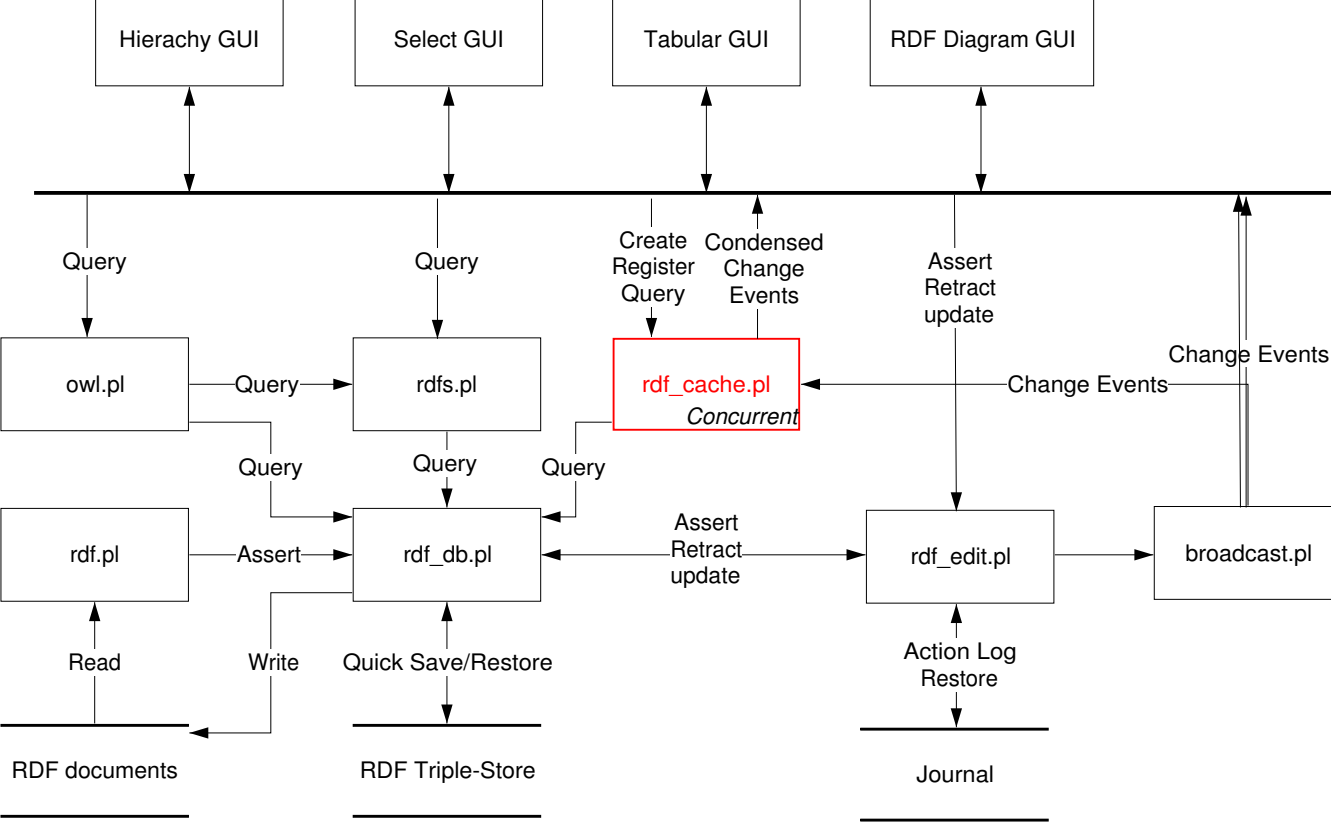 Hierachy GUI
Select GUI
Tabular GUI
RDF Diagram GUI
Query
Query
Create
Register
Query
Condensed
Change
Events
Assert
Retract
update
Change Events
owl.pl
Query
rdfs.pl
rdf_cache.pl
Concurrent
Change Events
Query
Query
Query
rdf.pl
Assert
rdf_db.pl
Assert
Retract
update
rdf_edit.pl
broadcast.pl
Read
Write
Quick Save/Restore
Action Log
Restore
RDF documents
RDF Triple-Store
Journal